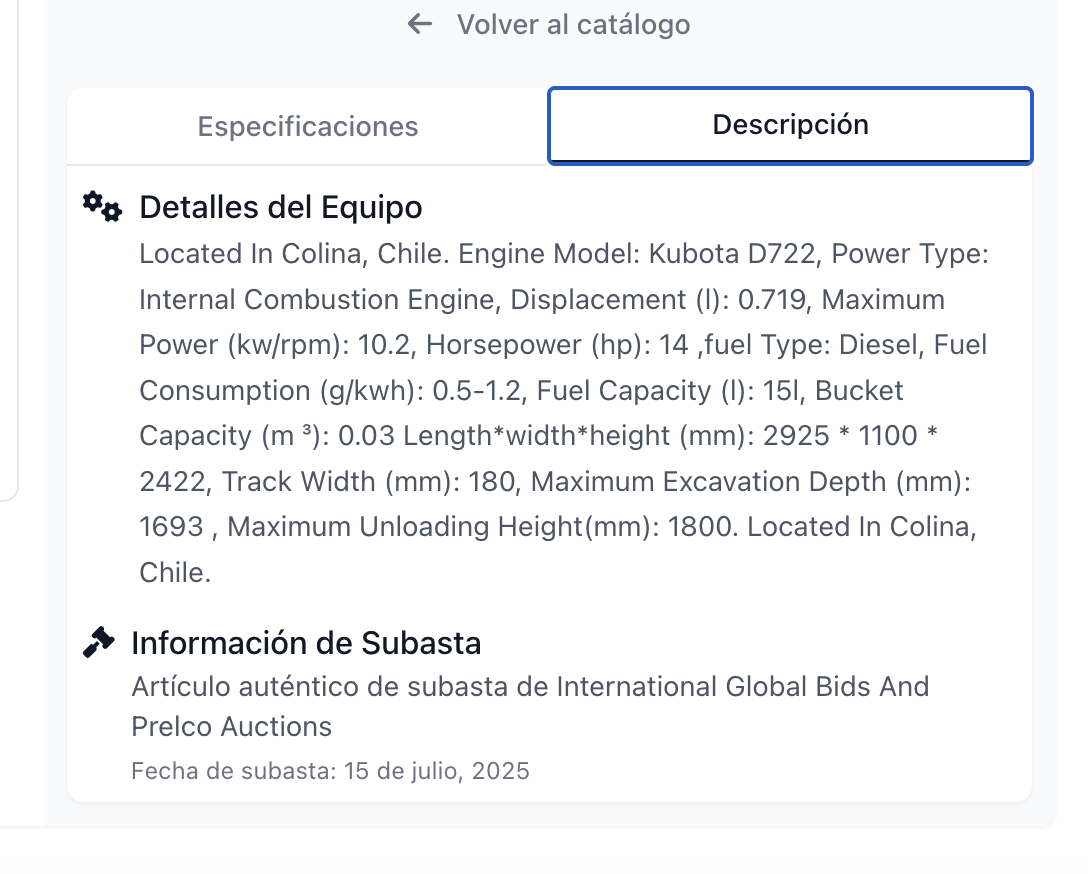 ← Volver al catálogo
Especificaciones
Descripción
Detalles del Equipo
Located In Colina, Chile. Engine Model: Kubota D722, Power Type:
Internal Combustion Engine, Displacement (l): 0.719, Maximum
Power (kw/rpm): 10.2, Horsepower (hp): 14 ,fuel Type: Diesel, Fuel
Consumption (g/kwh): 0.5-1.2, Fuel Capacity (l): 15l, Bucket
Capacity (m ³): 0.03 Length*width*height (mm): 2925 * 1100 *
2422, Track Width (mm): 180, Maximum Excavation Depth (mm):
1693 , Maximum Unloading Height(mm): 1800. Located In Colina,
Chile.
Información de Subasta
Artículo auténtico de subasta de International Global Bids And
Prelco Auctions
Fecha de subasta: 15 de julio, 2025